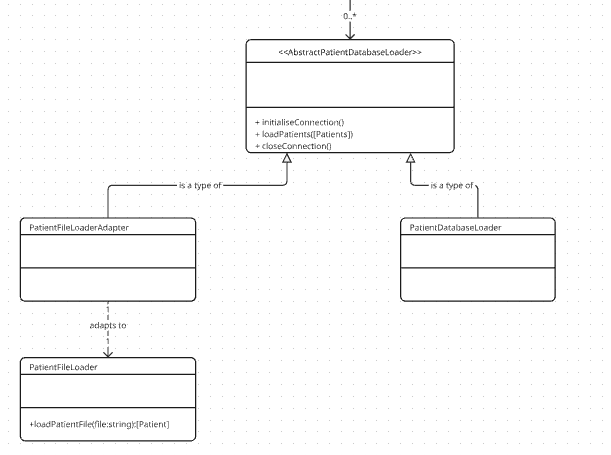 0..*
<<AbstractPatientDatabaseLoader>>
+ initialiseConnection()
+ loadPatients([Patients])
+ closeConnection()
is a type of
is a type of
PatientFileLoaderAdapter
PatientDatabaseLoader
adapts to
PatientFileLoader
+loadPatientFile(file:string):[Patient]